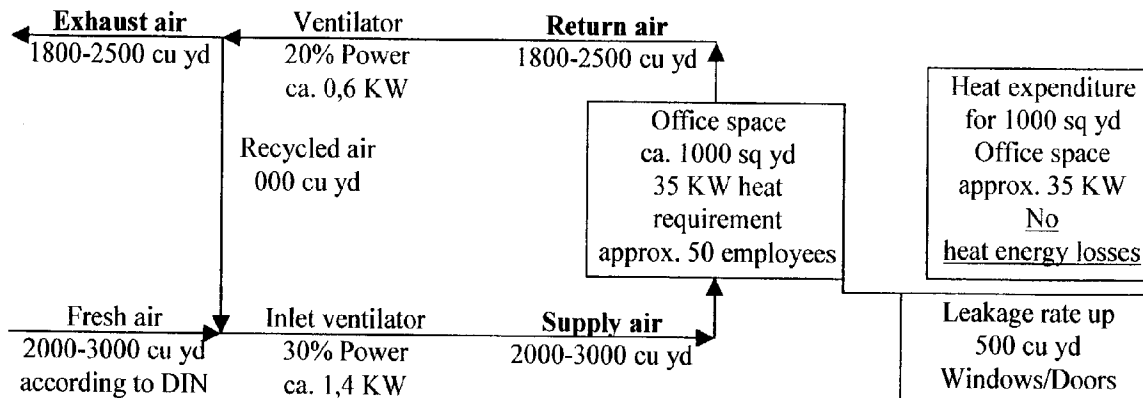 Exhaust air
1800-2500 cu yd
Ventilator
20% Power
ca. 0,6 KW
Return air
1800-2500 cu yd
Recycled air
000 cu yd
Office space
ca. 1000 sq yd
35 KW heat
requirement
approx. 50 employees
Heat expenditure
for 1000 sq yd
Office space
approx. 35 KW
No
heat energy losses
Fresh air
2000-3000 cu yd
according to DIN
Inlet ventilator
30% Power
ca. 1,4 KW
Supply air
2000-3000 cu yd
Leakage rate up
500 cu yd
Windows/Doors